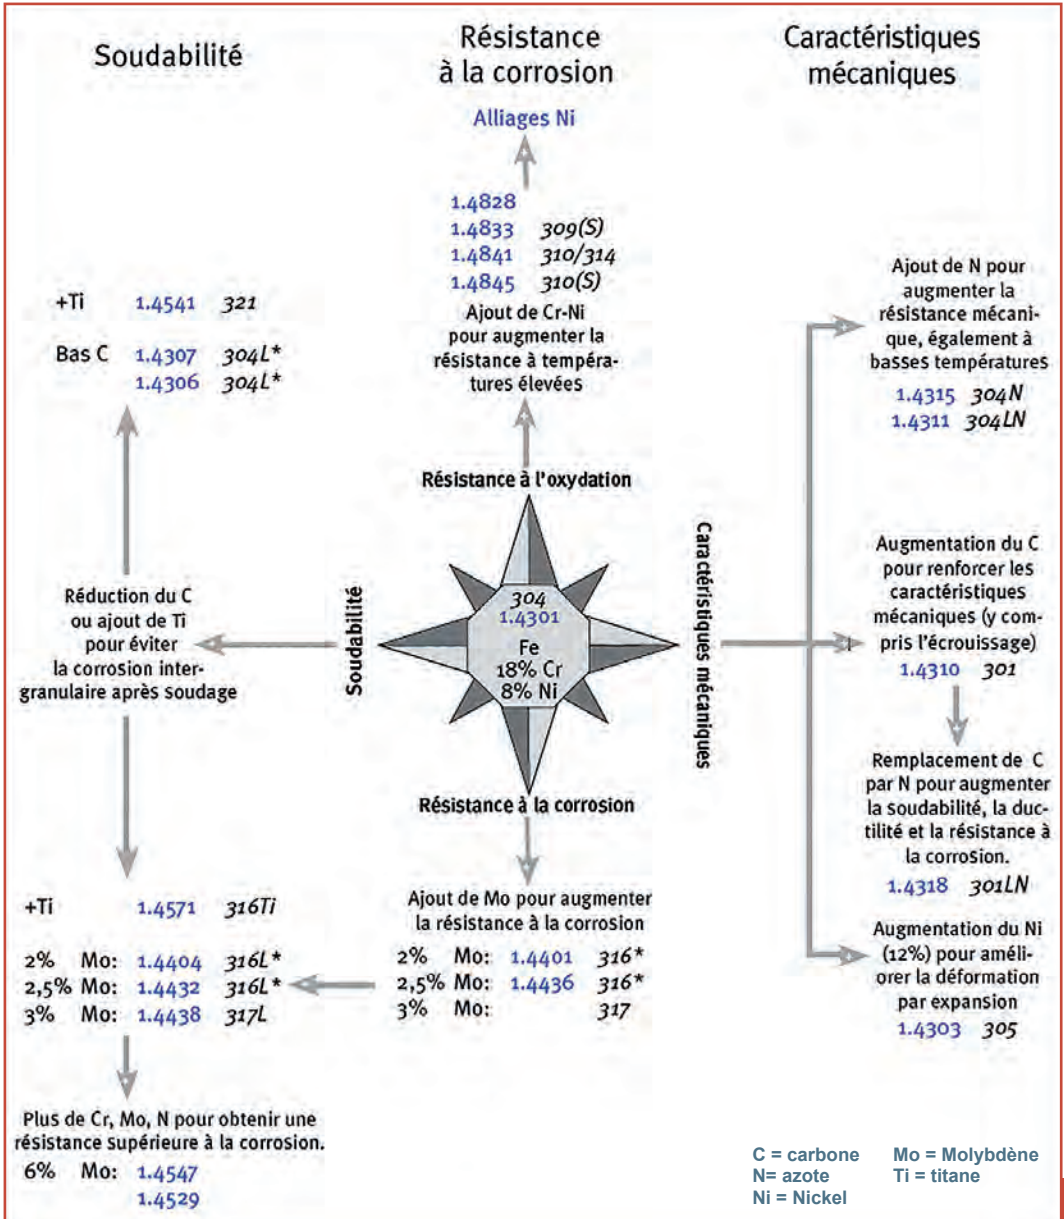 Soudabilité
Résistance
à la corrosion
Caractéristiques
mécaniques
Alliages Ni
1.4828
1.4833 309(S)
1.4841 310/314
1.4845 310(S)
Ajout de Cr-Ni
pour augmenter la
résistance à tempéra-
tures élevées
Résistance à l'oxydation
+Ti 1.4541 321
Bas C 1.4307 304L*
1.4306 304L*
Réduction du C
ou ajout de Ti
pour éviter
la corrosion inter-
granulaire après soudage
Soudabilité
304
1.4301
Fe
18% Cr
8% Ni
Caractéristiques mécaniques
Résistance à la corrosion
Ajout de Mo pour augmenter
la résistance à la corrosion
2% Mo: 1.4401 316*
2,5% Mo: 1.4436 316*
3% Mo: 317
+Ti 1.4571 316Ti
2% Mo: 1.4404 316L*
2,5% Mo: 1.4432 316L*
3% Mo: 1.4438 317L
Plus de Cr, Mo, N pour obtenir une
résistance supérieure à la corrosion.
6% Mo: 1.4547
1.4529
Ajout de N pour
augmenter la
résistance mécani-
que, également à
basses températures
1.4315 304N
1.4311 304LN
Augmentation du C
pour renforcer les
caractéristiques
mécaniques (y com-
pris l'écrouissage)
1.4310 301
Remplacement de C
par N pour augmenter
la soudabilité, la duc-
tilité et la résistance à
la corrosion.
1.4318 301LN
Augmentation du Ni
(12%) pour améli-
orer la déformation
par expansion
1.4303 305
C = carbone Mo = Molybdène
N= azote Ti = titane
Ni = Nickel